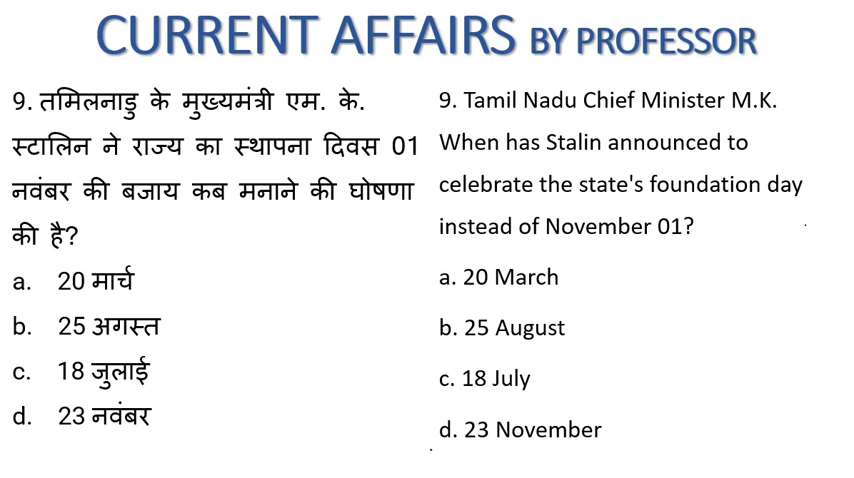 CURRENT AFFAIRS BY PROFESSOR
9. तमिलनाडु के मुख्यमंत्री एम. के.
स्टालिन ने राज्य का स्थापना दिवस 01
नवंबर की बजाय कब मनाने की घोषणा
की है?
a. 20 मार्च
b. 25 अगस्त
c. 18 जुलाई
d. 23 नवंबर
9. Tamil Nadu Chief Minister M.K.
When has Stalin announced to
celebrate the state's foundation day
instead of November 01?
a. 20 March
b. 25 August
c. 18 July
d. 23 November